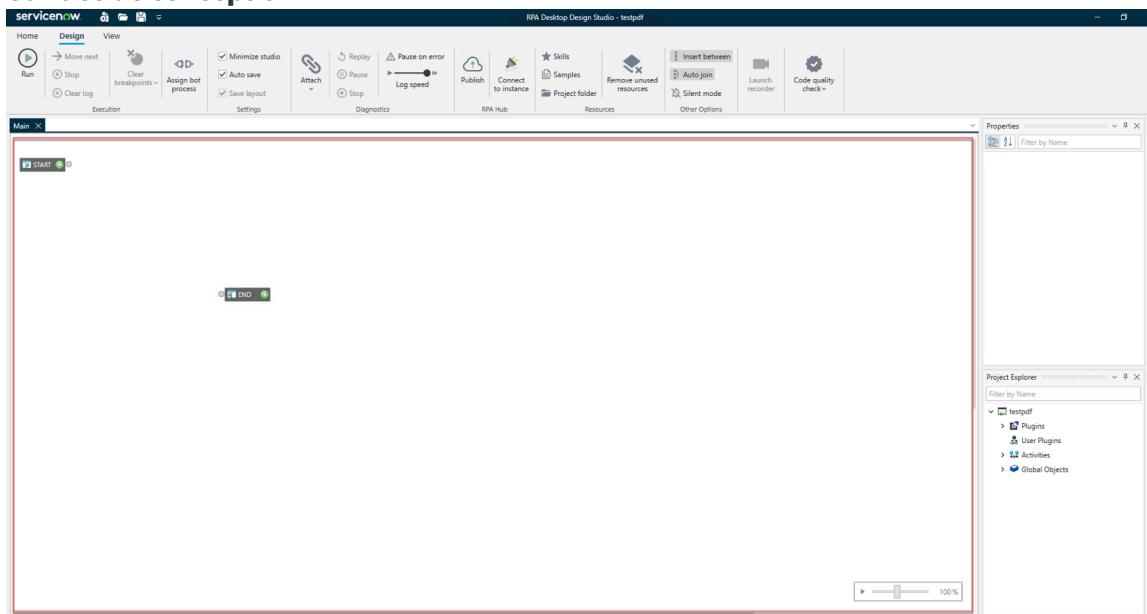 servicenow
RPA Desktop Design Studio - testpdf
Home Design View
Run
Move next
Stop
Clear log
Clear breakpoints
Assign bot process
Execution
Minimize studio
Auto save
Save layout
Settings
Attach
Replay
Pause
Stop
Pause on error
Log speed
Diagnostics
Publish
Connect to instance
RPA Hub
Skills
Samples
Project folder
Remove unused resources
Resources
Insert between
Auto join
Silent mode
Other Options
Launch recorder
Code quality check
Main
START
END
100 %
Properties
Filter by Name
Project Explorer
Filter by Name
testpdf
Plugins
User Plugins
Activities
Global Objects